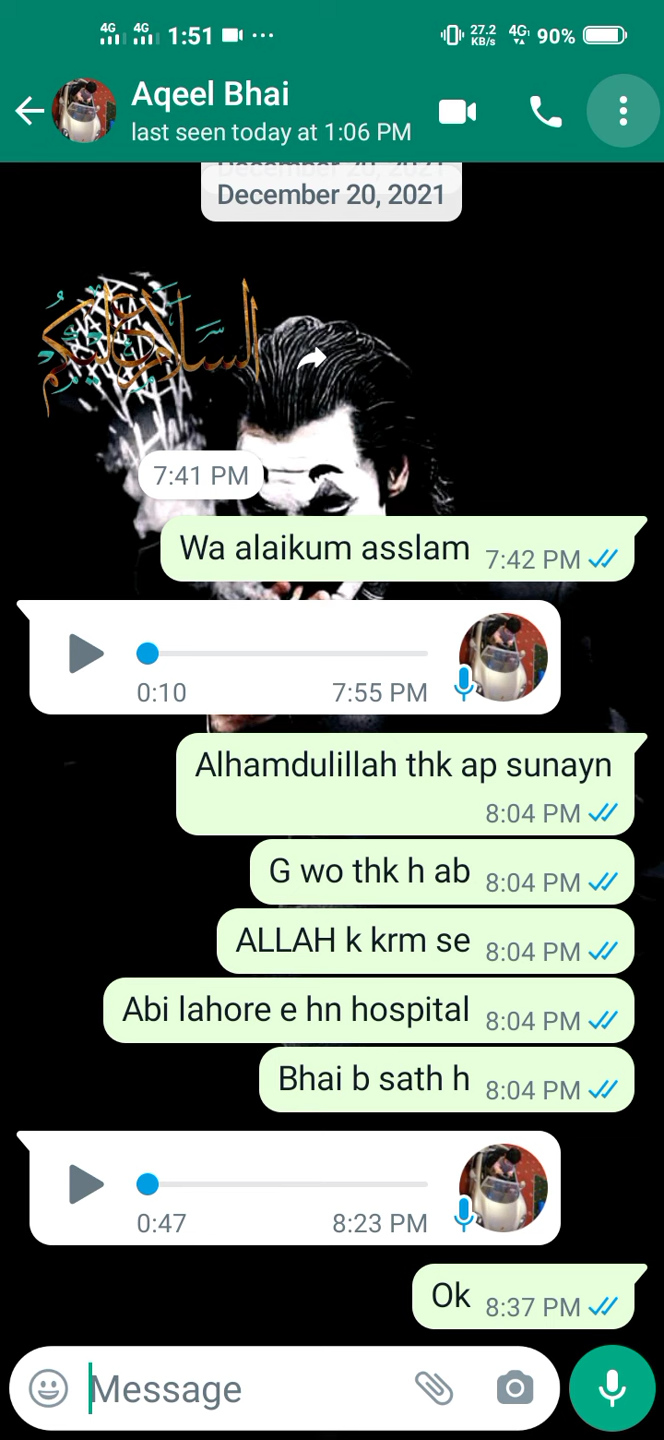 4G 4G 1:51 ... 27.2 KB/s 4G 90%
Aqeel Bhai
last seen today at 1:06 PM
December 20, 2021
December 20, 2021
السلام عليكم
7:41 PM
Wa alaikum asslam 7:42 PM
0:10 7:55 PM
Alhamdulillah thk ap sunayn
8:04 PM
G wo thk h ab 8:04 PM
ALLAH k krm se 8:04 PM
Abi lahore e hn hospital 8:04 PM
Bhai b sath h 8:04 PM
0:47 8:23 PM
Ok 8:37 PM
Message